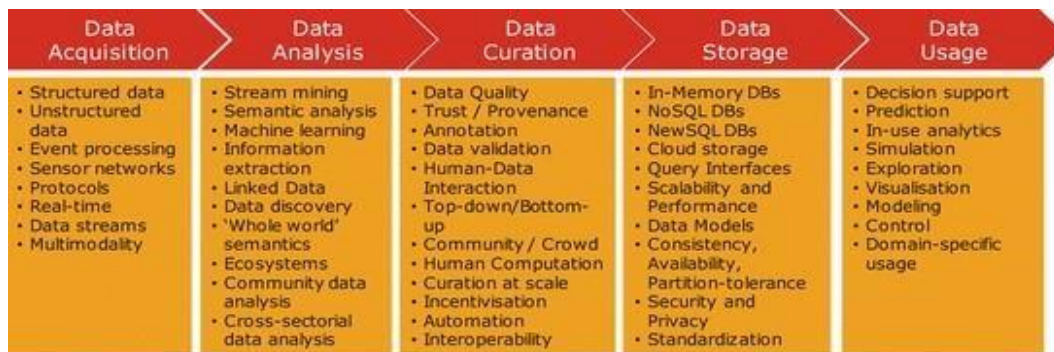 Data
Acquisition
Data
Analysis
Data
Curation
Data
Storage
Data
Usage
• Structured data
• Unstructured
data
• Event processing
• Sensor networks
• Protocols
• Real-time
• Data streams
• Multimodality
• Stream mining
• Semantic analysis
• Machine learning
• Information
extraction
• Linked Data
• Data discovery
• 'Whole world'
semantics
• Ecosystems
• Community data
analysis
• Cross-sectorial
data analysis
• Data Quality
• Trust / Provenance
• Annotation
• Data validation
• Human-Data
Interaction
• Top-down/Bottom-
up
• Community / Crowd
• Human Computation
• Curation at scale
• Incentivisation
• Automation
• Interoperability
• In-Memory DBs
• NoSQL DBs
• NewSQL DBs
• Cloud storage
• Query Interfaces
• Scalability and
Performance
• Data Models
• Consistency,
Availability,
Partition-tolerance
• Security and
Privacy
• Standardization
• Decision support
• Prediction
• In-use analytics
• Simulation
• Exploration
• Visualisation
• Modeling
• Control
• Domain-specific
usage